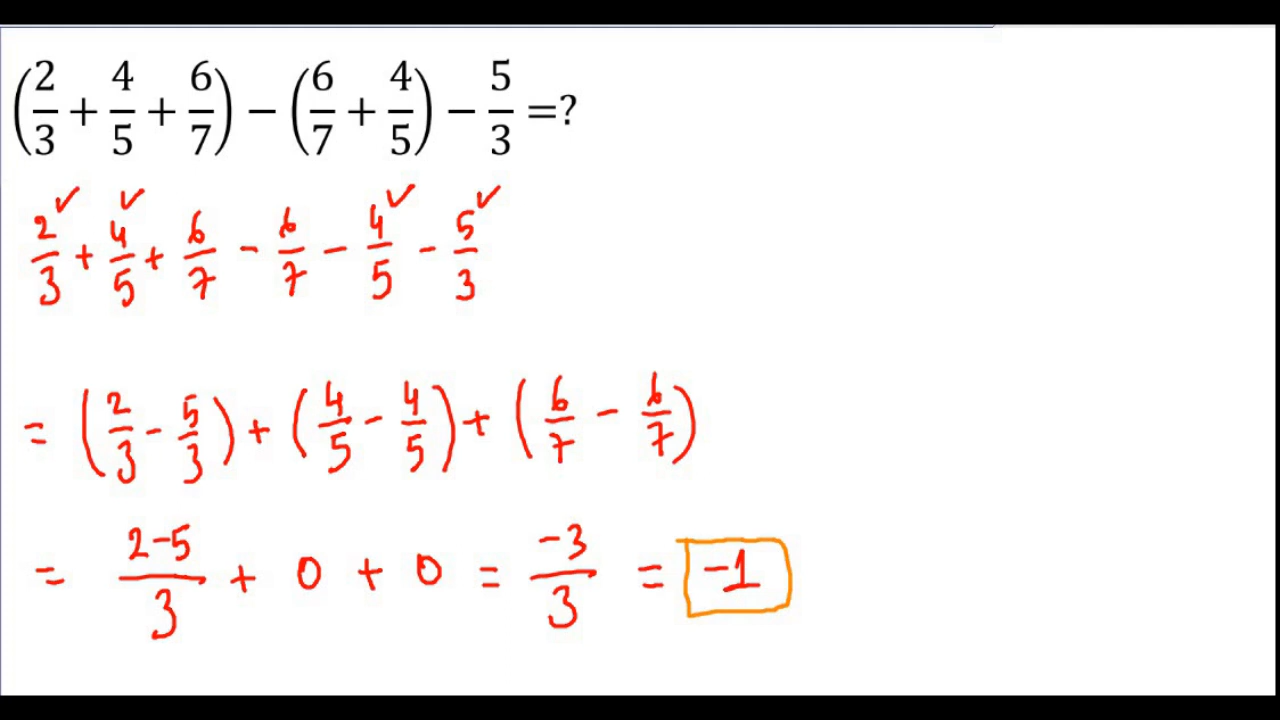 (2/3 + 4/5 + 6/7) − (6/7 + 4/5) − 5/3 =?
2/3 ✓ + 4/5 ✓ + 6/7 - 6/7 - 4/5 ✓ - 5/3 ✓
= (2/3 - 5/3) + (4/5 - 4/5) + (6/7 - 6/7)
= 2-5/3 + 0 + 0 = -3/3 = -1